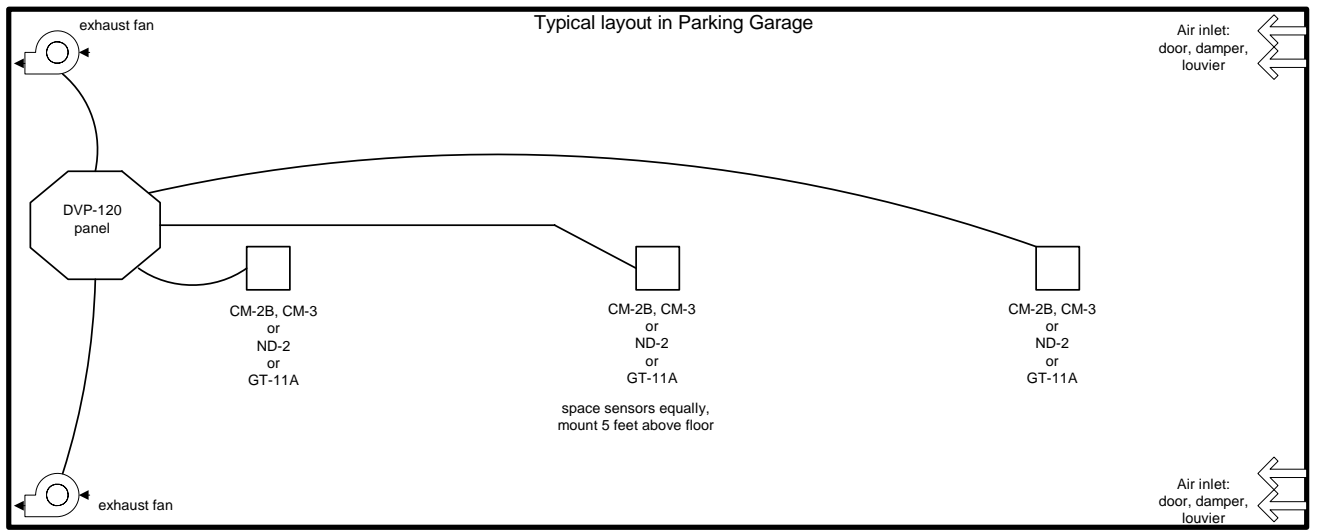 Typical layout in Parking Garage
exhaust fan
Air inlet:
door, damper,
louvier
DVP-120
panel
CM-2B, CM-3
or
ND-2
or
GT-11A
CM-2B, CM-3
or
ND-2
or
GT-11A
space sensors equally,
mount 5 feet above floor
CM-2B, CM-3
or
ND-2
or
GT-11A
exhaust fan
Air inlet:
door, damper,
louvier